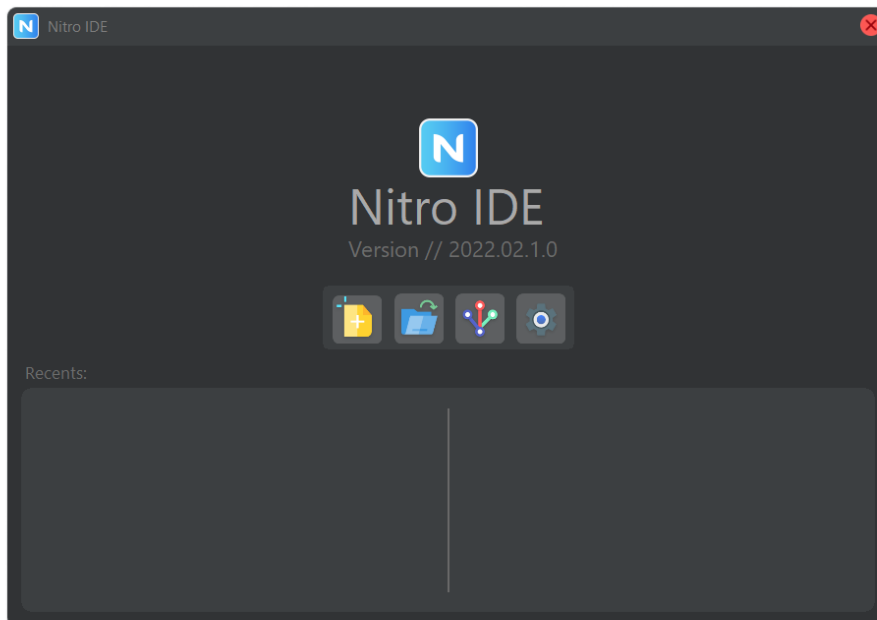 N Nitro IDE
N
Nitro IDE
Version // 2022.02.1.0
Recents: